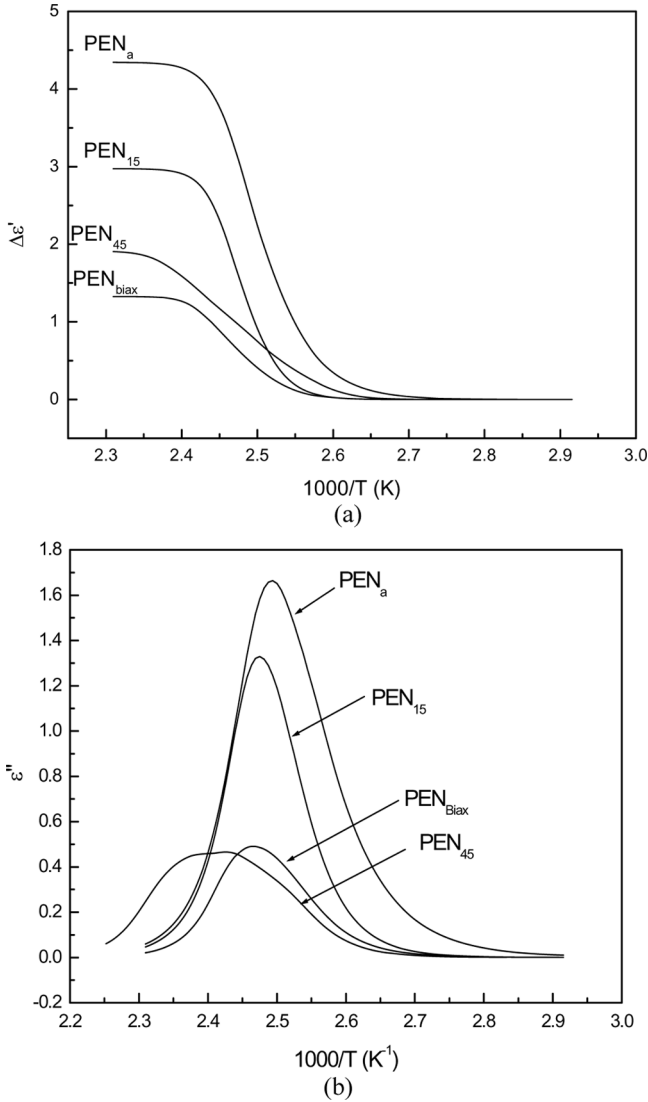 5
PENa
4
PEN15
3
Δε'
PEN45
2
PENbiax
1
0
2.3 2.4 2.5 2.6 2.7 2.8 2.9 3.0
1000/T (K)
(a)
1.8
PENa
1.6
1.4
1.2
PEN15
1.0
ε"
0.8
PENBiax
0.6
PEN45
0.4
0.2
0.0
-0.2
2.2 2.3 2.4 2.5 2.6 2.7 2.8 2.9 3.0
1000/T (K-1)
(b)